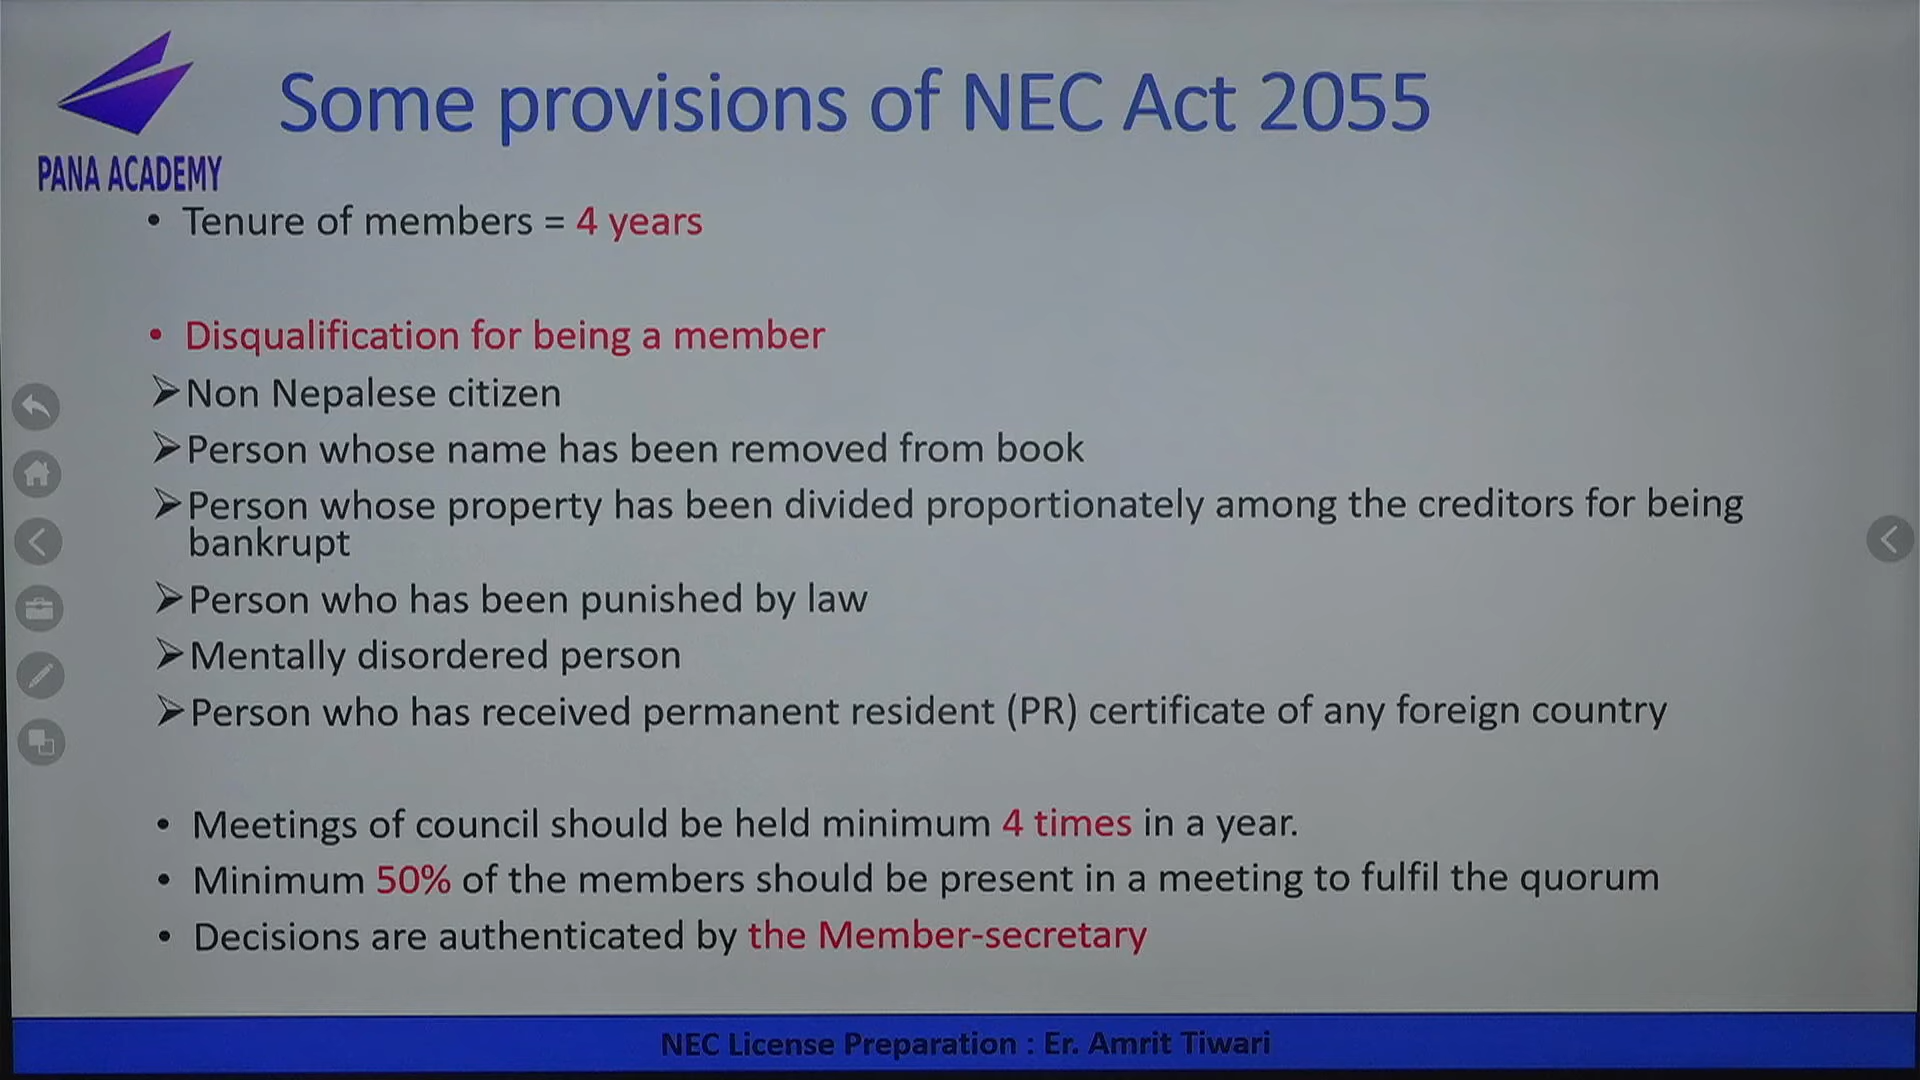 PANA ACADEMY
Some provisions of NEC Act 2055
• Tenure of members = 4 years
• Disqualification for being a member
➢Non Nepalese citizen
➢Person whose name has been removed from book
➢Person whose property has been divided proportionately among the creditors for being
bankrupt
➢Person who has been punished by law
➢Mentally disordered person
➢Person who has received permanent resident (PR) certificate of any foreign country
• Meetings of council should be held minimum 4 times in a year.
• Minimum 50% of the members should be present in a meeting to fulfil the quorum
• Decisions are authenticated by the Member-secretary
NEC License Preparation : Er. Amrit Tiwari